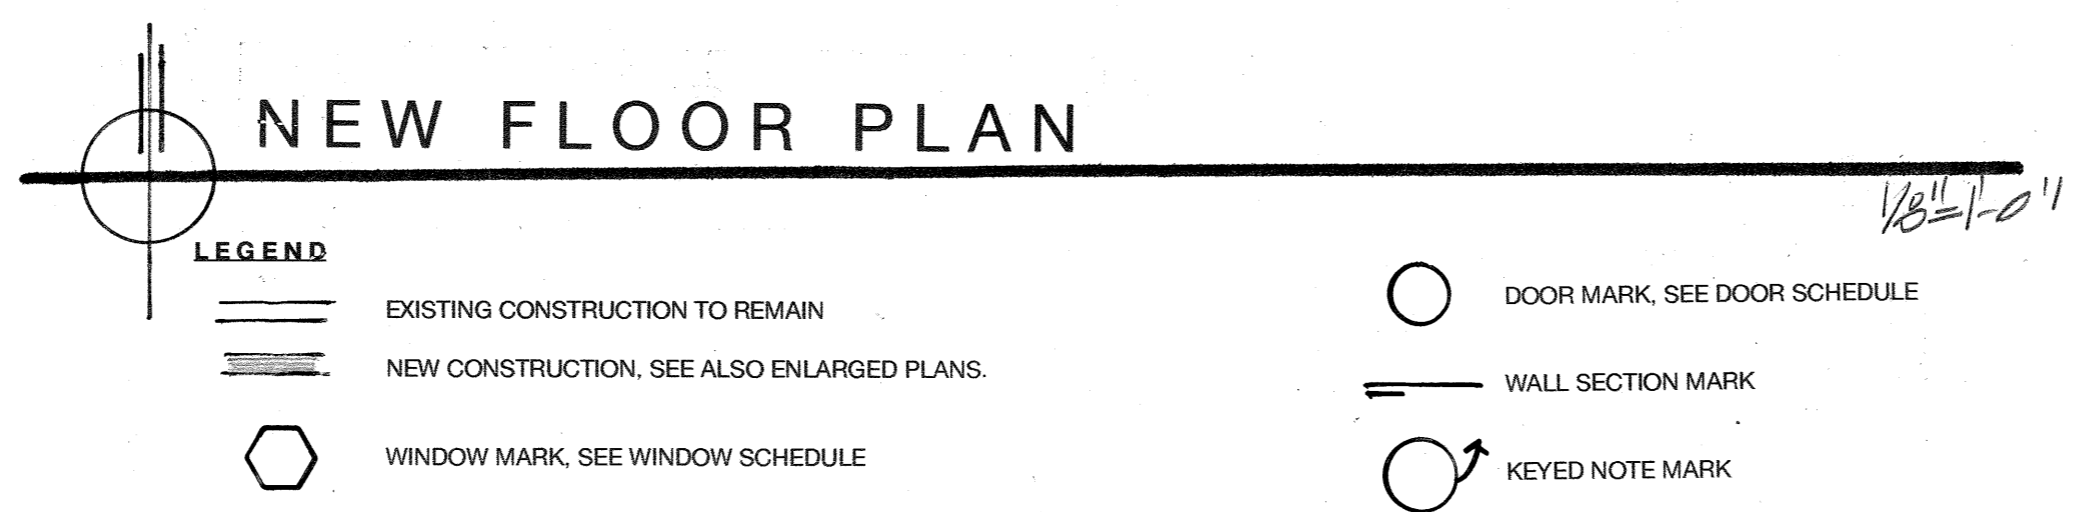 NEW FLOOR PLAN
1/8"=1'-0"
LEGEND
EXISTING CONSTRUCTION TO REMAIN
NEW CONSTRUCTION, SEE ALSO ENLARGED PLANS.
WINDOW MARK, SEE WINDOW SCHEDULE
DOOR MARK, SEE DOOR SCHEDULE
WALL SECTION MARK
KEYED NOTE MARK